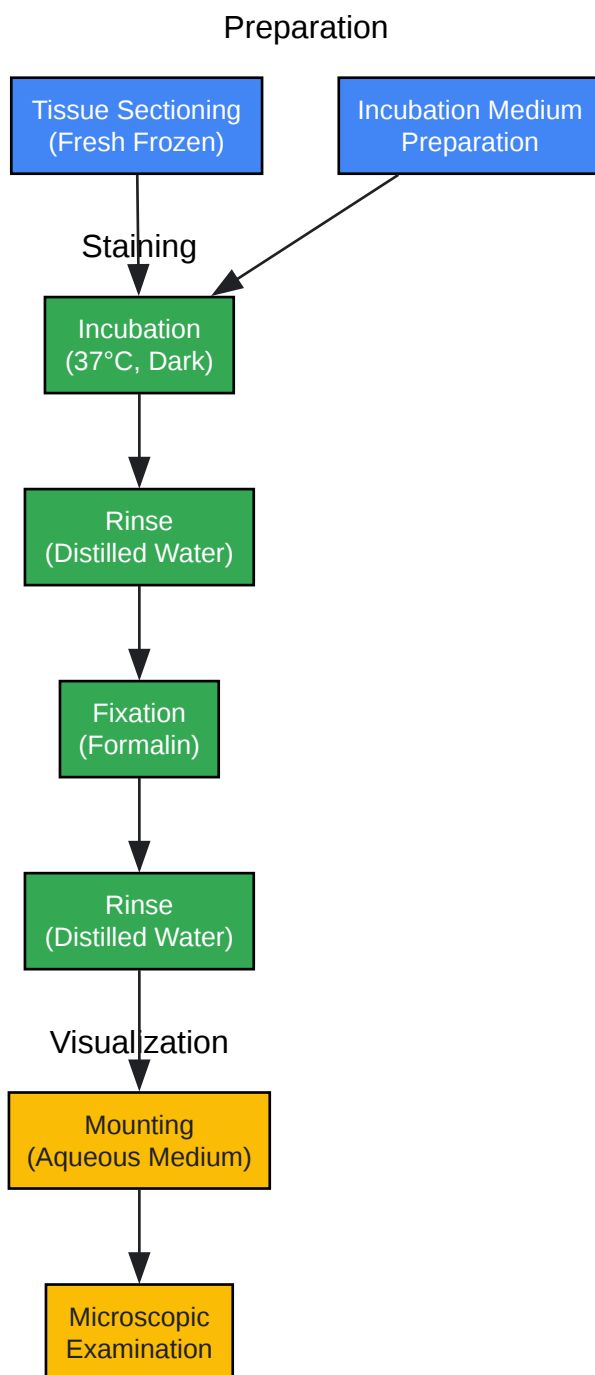 Preparation
Tissue Sectioning
(Fresh Frozen)
Incubation Medium
Preparation
Staining
Incubation
(37°C, Dark)
Rinse
(Distilled Water)
Fixation
(Formalin)
Rinse
(Distilled Water)
Visualization
Mounting
(Aqueous Medium)
Microscopic
Examination